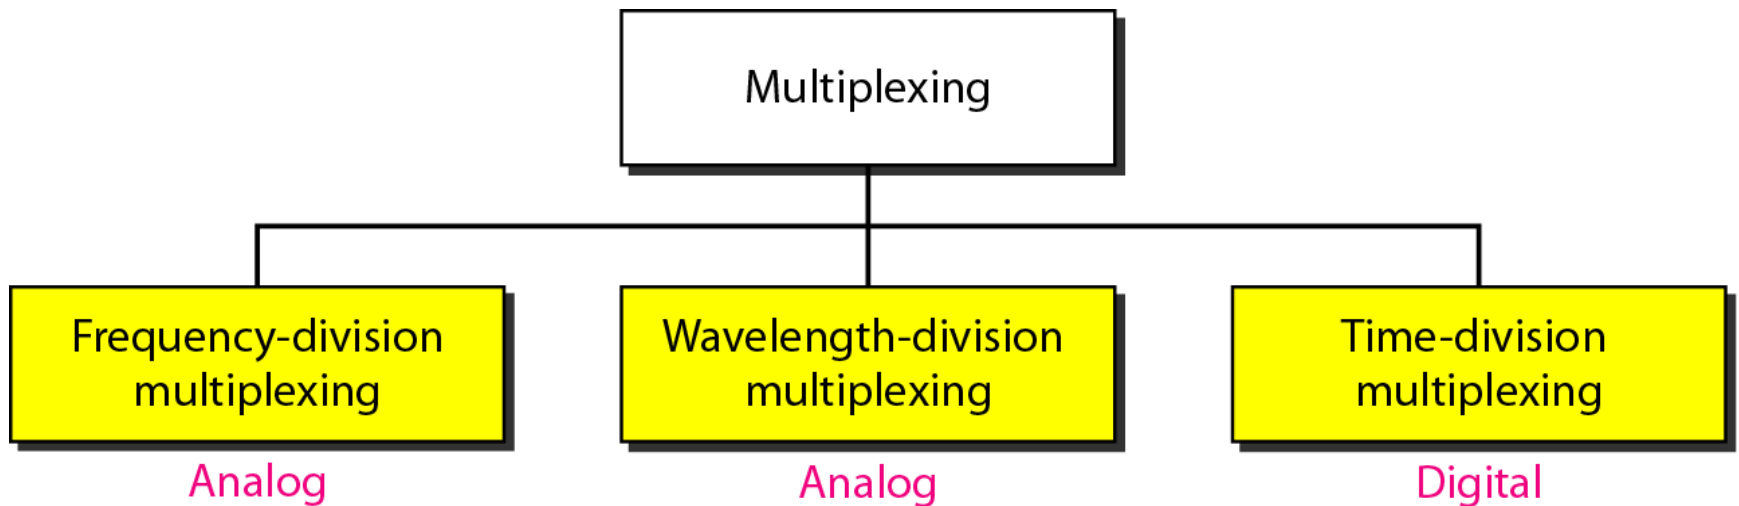 Multiplexing
Frequency-division
multiplexing
Wavelength-division
multiplexing
Time-division
multiplexing
Analog
Analog
Digital